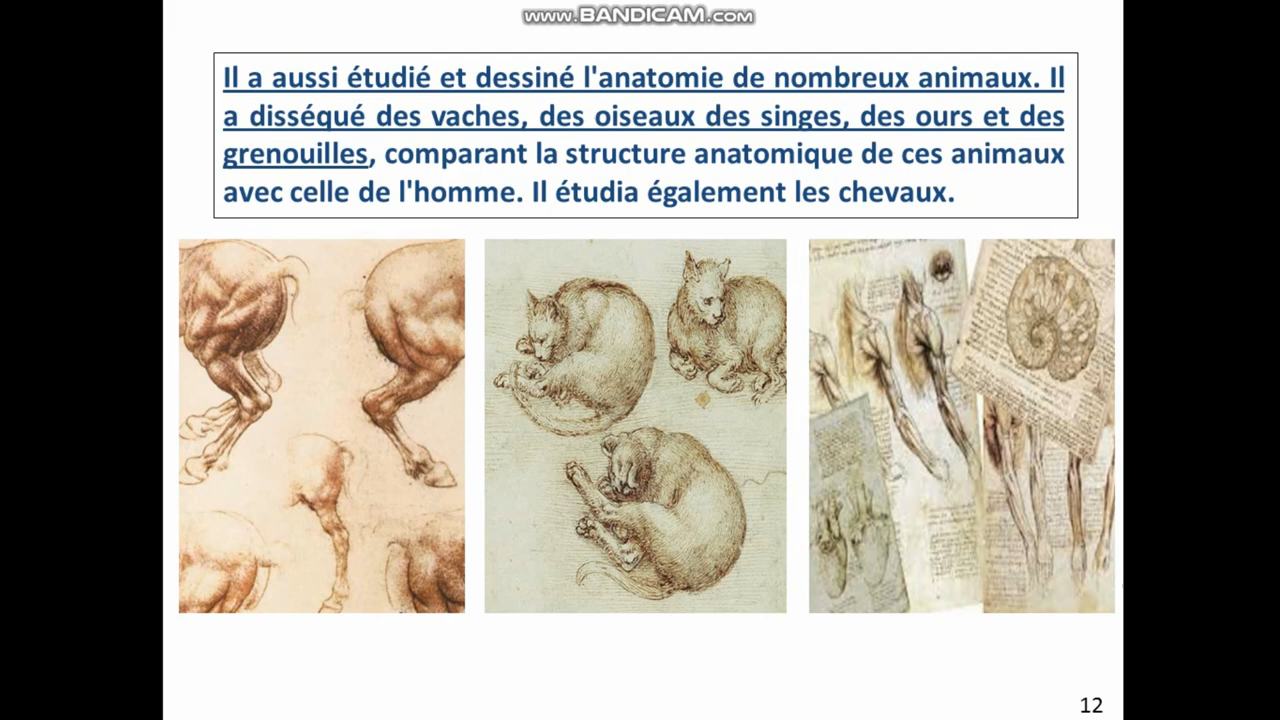 www.BANDICAM.com
Il a aussi étudié et dessiné l'anatomie de nombreux animaux. Il
a disséqué des vaches, des oiseaux des singes, des ours et des
grenouilles, comparant la structure anatomique de ces animaux
avec celle de l'homme. Il étudia également les chevaux.
12